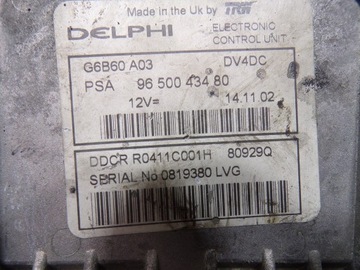 Made in the Uk by TRW
DELPHI
ELECTRONIC
CONTROL UNIT
G6B60 A03 DV4DC
PSA 96 500 434 80
12V= 14.11.02
DDCR R0411C001H 80929Q
SERIAL No 0819380 LVG